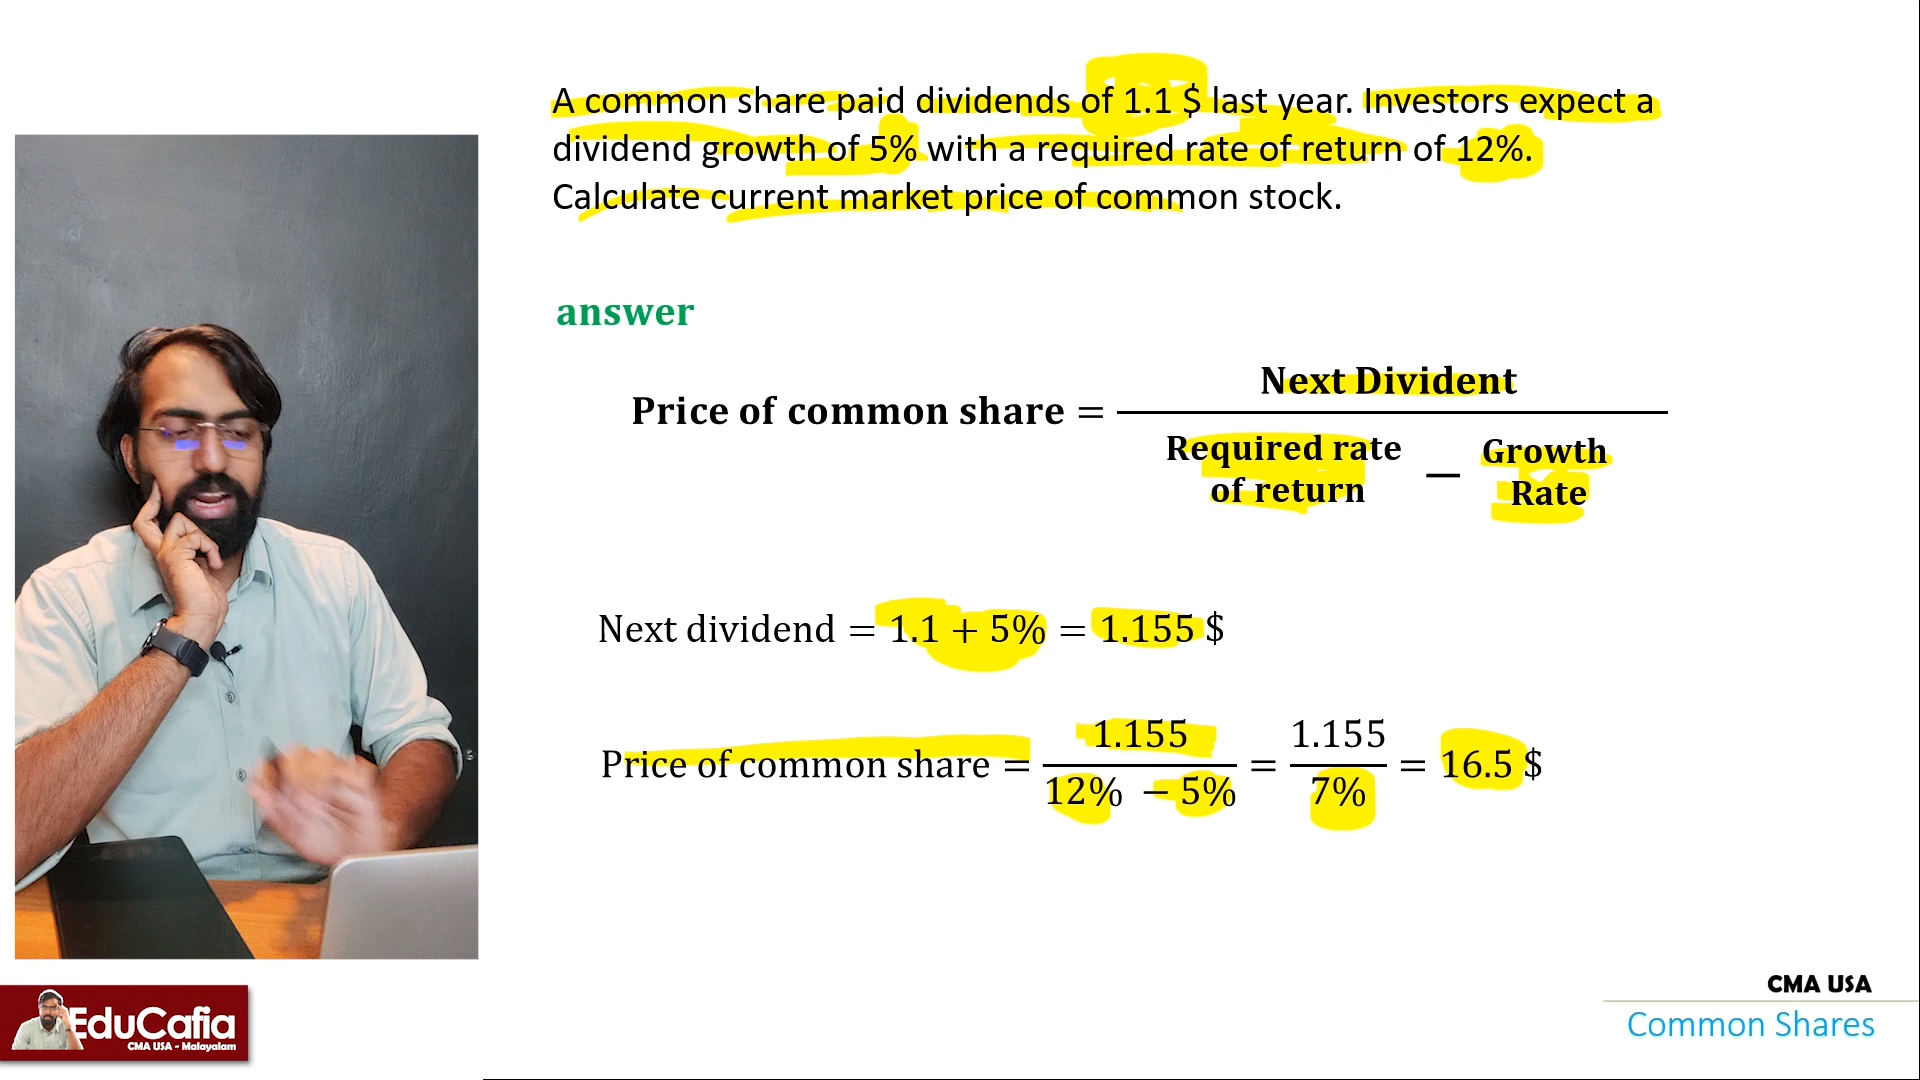 A common share paid dividends of 1.1 $ last year. Investors expect a
dividend growth of 5% with a required rate of return of 12%.
Calculate current market price of common stock.
answer
Price of common share = Next Divident / Required rate of return − Growth Rate
Next dividend = 1.1 + 5% = 1.155 $
Price of common share = 1.155 / 12% − 5% = 1.155 / 7% = 16.5 $
EduCafia
CMA USA - Malayalam
CMA USA
Common Shares